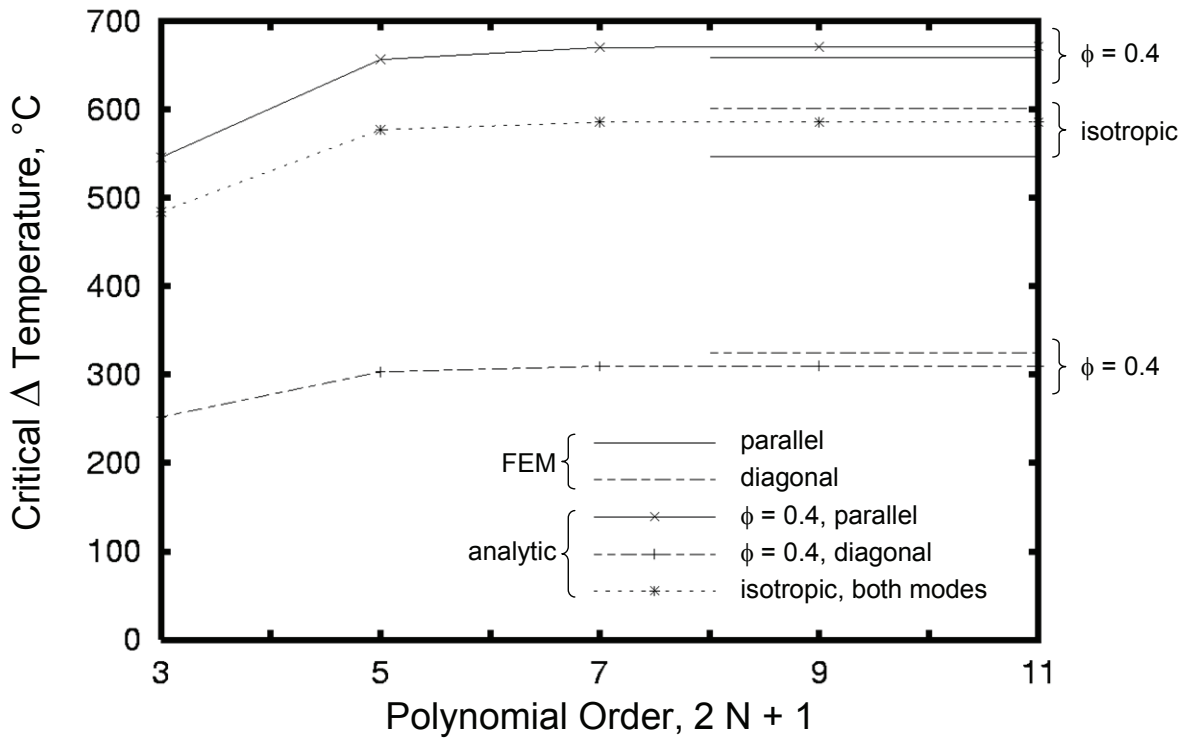 700
600
500
400
300
200
100
0
Critical Δ Temperature, °C
3 5 7 9 11
Polynomial Order, 2 N + 1
ϕ = 0.4
isotropic
ϕ = 0.4
FEM
parallel
diagonal
analytic
ϕ = 0.4, parallel
ϕ = 0.4, diagonal
isotropic, both modes